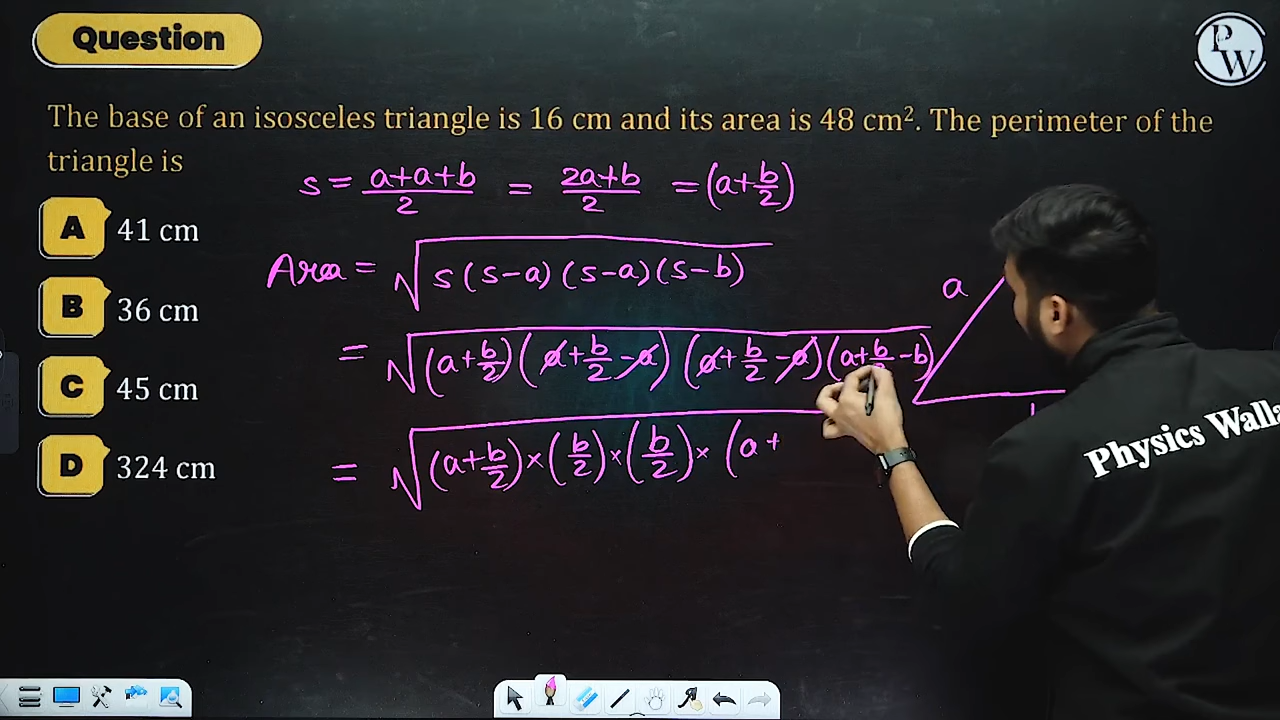 Question
PW
The base of an isosceles triangle is 16 cm and its area is 48 cm². The perimeter of the
triangle is
s = (a+a+b)/2 = (2a+b)/2 = (a+b/2)
A 41 cm
Area = √(s(s-a)(s-a)(s-b))
a
B 36 cm
= √((a+b/2)(a+b/2-a)(a+b/2-a)(a+b/2-b))
C 45 cm
Physics Walla
= √((a+b/2)×(b/2)×(b/2)×(a+
D 324 cm